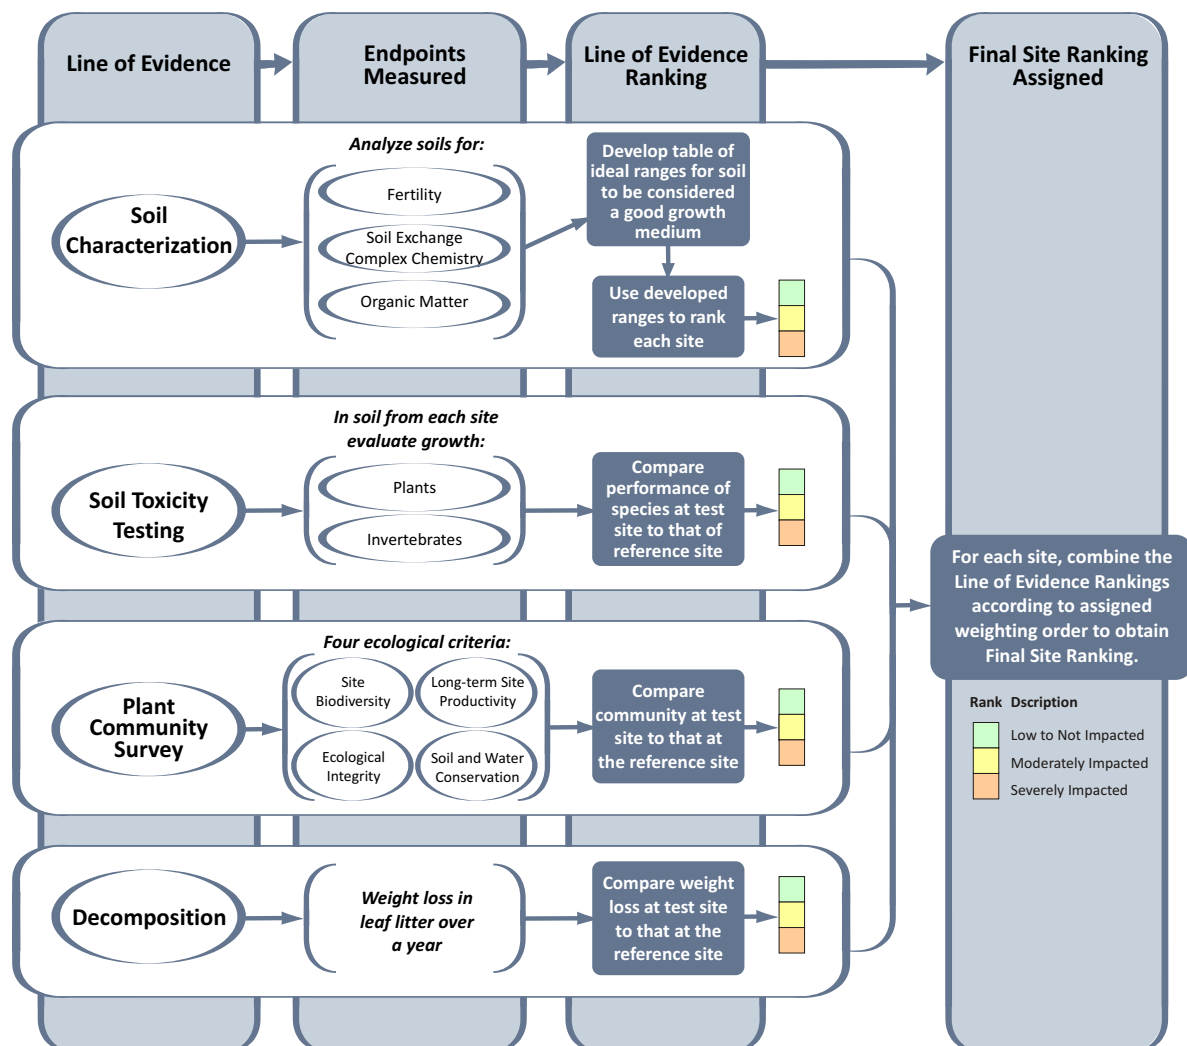 Line of Evidence
Endpoints
Measured
Line of Evidence
Ranking
Final Site Ranking
Assigned
Analyze soils for:
Soil
Characterization
Fertility
Soil Exchange
Complex Chemistry
Organic Matter
Develop table of
ideal ranges for soil
to be considered
a good growth
medium
Use developed
ranges to rank
each site
In soil from each site
evaluate growth:
Soil Toxicity
Testing
Plants
Invertebrates
Compare
performance of
species at test
site to that of
reference site
Four ecological criteria:
Plant
Community
Survey
Site
Biodiversity
Long-term Site
Productivity
Ecological
Integrity
Soil and Water
Conservation
Compare
community at test
site to that at
the reference site
Decomposition
Weight loss in
leaf litter over
a year
Compare weight
loss at test site
to that at the
reference site
For each site, combine the
Line of Evidence Rankings
according to assigned
weighting order to obtain
Final Site Ranking.
Rank Dscription
Low to Not Impacted
Moderately Impacted
Severely Impacted